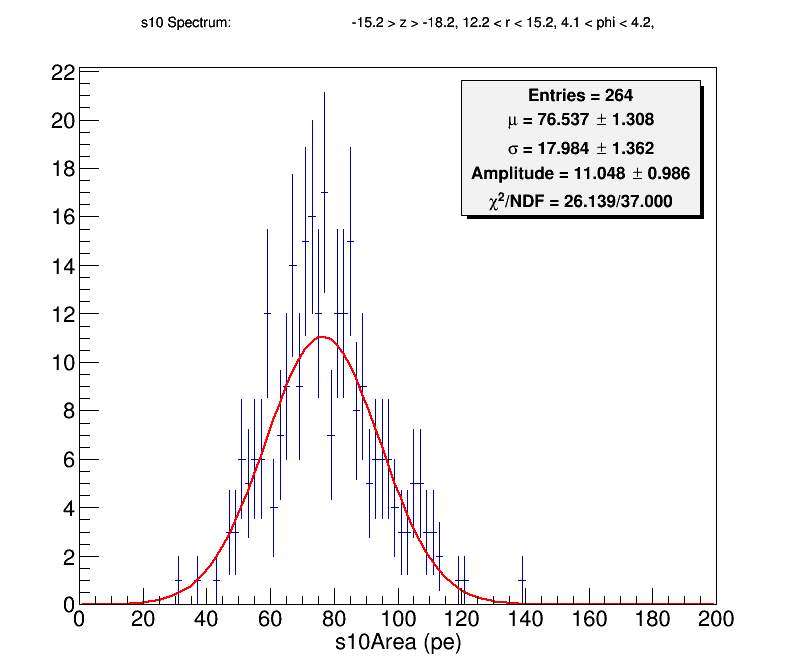 s10 Spectrum: -15.2 > z > -18.2, 12.2 < r < 15.2, 4.1 < phi < 4.2,
Entries = 264
μ = 76.537 ± 1.308
σ = 17.984 ± 1.362
Amplitude = 11.048 ± 0.986
χ²/NDF = 26.139/37.000
22
20
18
16
14
12
10
8
6
4
2
0
0 20 40 60 80 100 120 140 160 180 200
s10Area (pe)